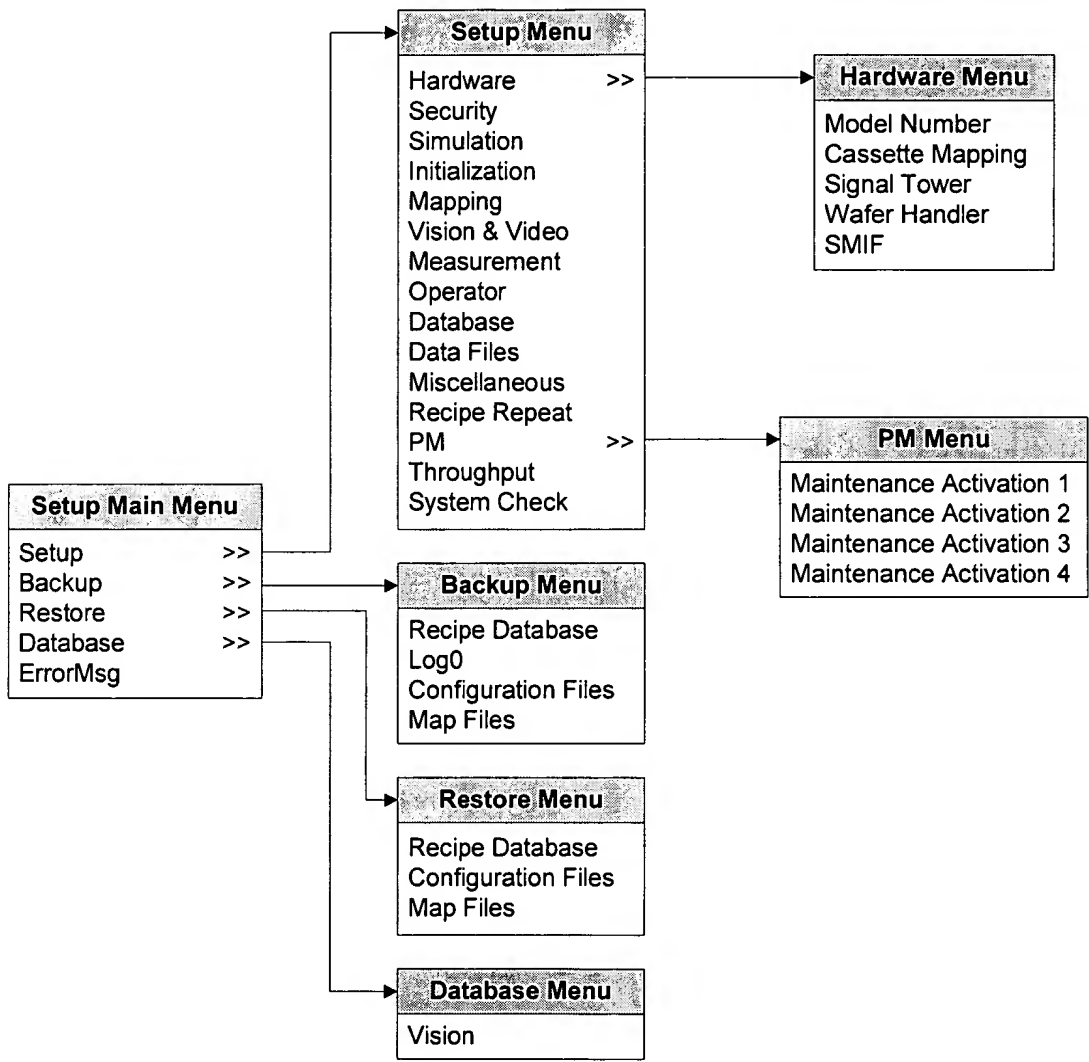 Setup Menu
Hardware >>
Security
Simulation
Initialization
Mapping
Vision & Video
Measurement
Operator
Database
Data Files
Miscellaneous
Recipe Repeat
PM >>
Throughput
System Check
Hardware Menu
Model Number
Cassette Mapping
Signal Tower
Wafer Handler
SMIF
PM Menu
Maintenance Activation 1
Maintenance Activation 2
Maintenance Activation 3
Maintenance Activation 4
Setup Main Menu
Setup >>
Backup >>
Restore >>
Database >>
ErrorMsg
Backup Menu
Recipe Database
Log0
Configuration Files
Map Files
Restore Menu
Recipe Database
Configuration Files
Map Files
Database Menu
Vision